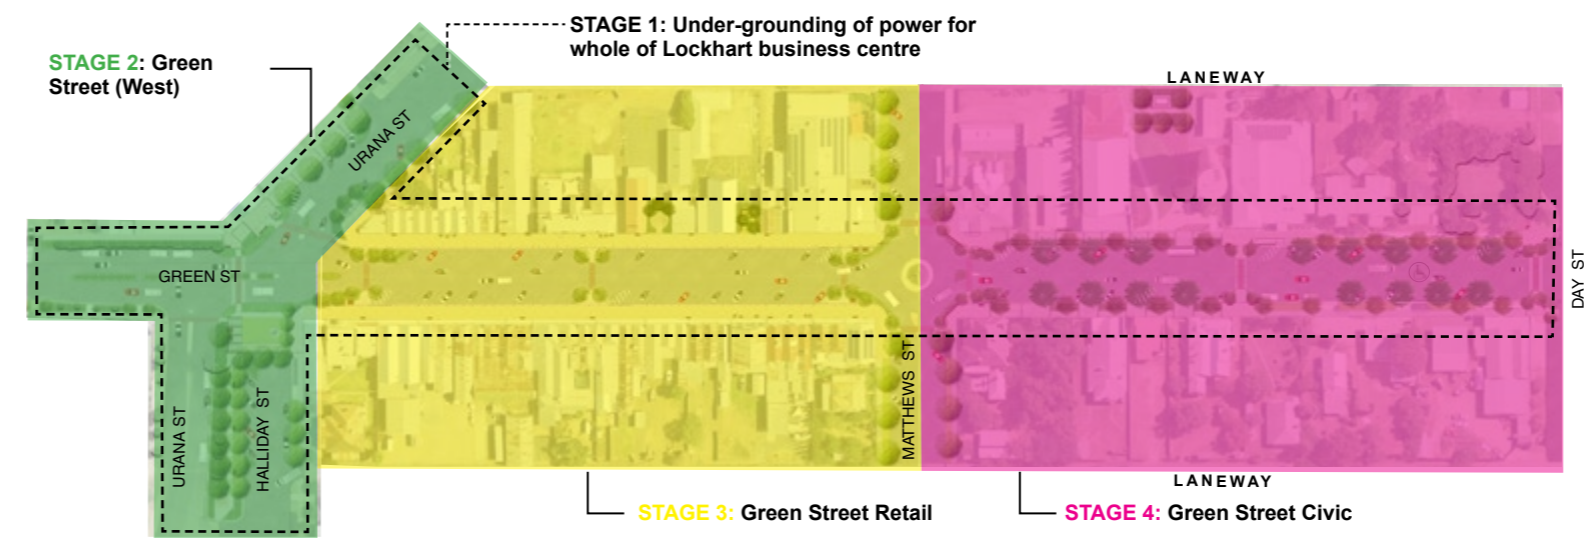 STAGE 1: Under-grounding of power for
whole of Lockhart business centre
STAGE 2: Green
Street (West)
LANEWAY
URANA ST
GREEN ST
DAY ST
MATTHEWS ST
URANA ST
HALLIDAY ST
LANEWAY
STAGE 3: Green Street Retail
STAGE 4: Green Street Civic